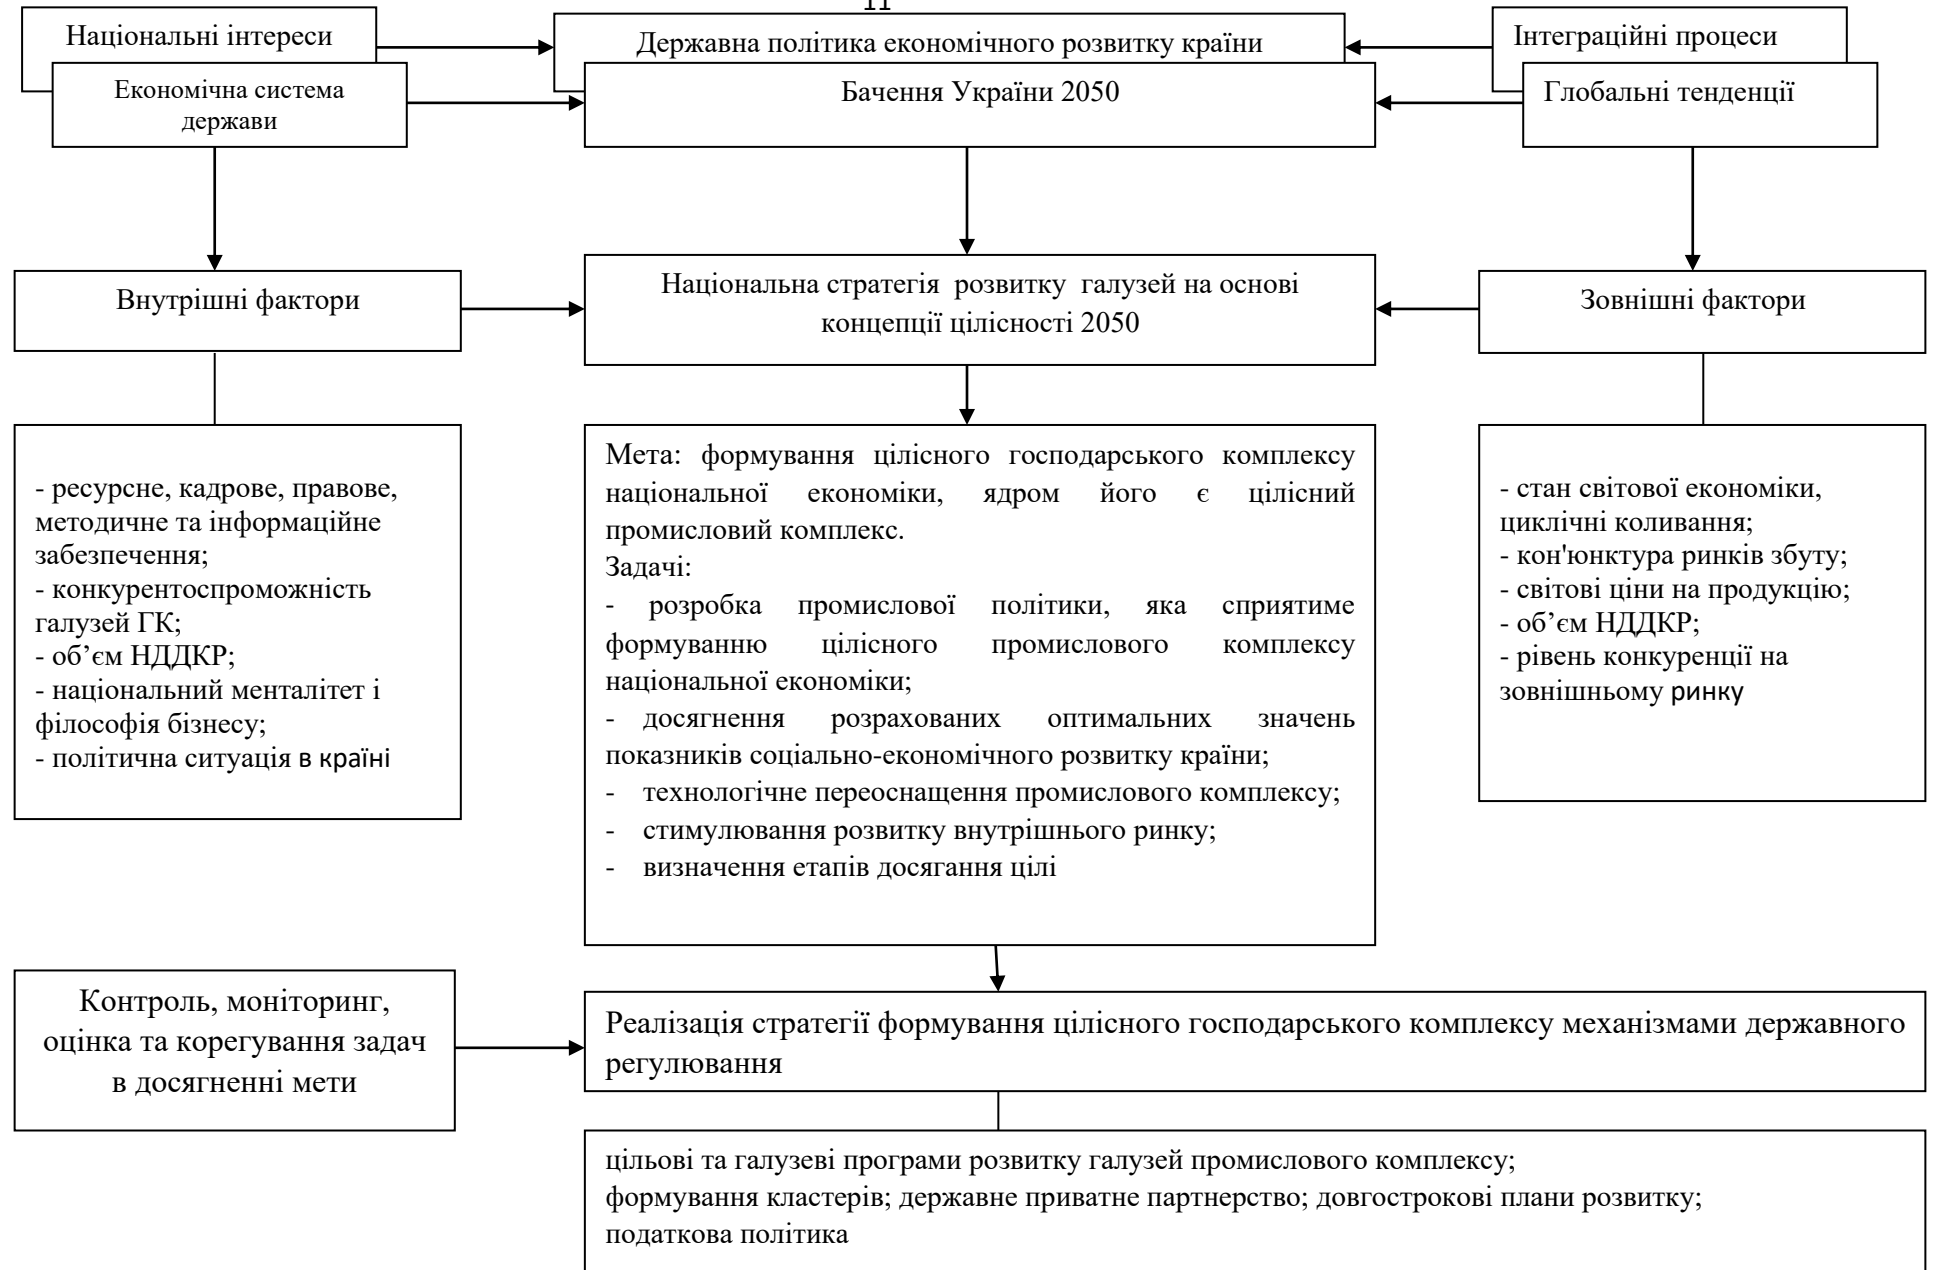 11
Національні інтереси
Економічна система
держави
Державна політика економічного розвитку країни
Бачення України 2050
Інтеграційні процеси
Глобальні тенденції
Внутрішні фактори
Національна стратегія розвитку галузей на основі
концепції цілісності 2050
Зовнішні фактори
- ресурсне, кадрове, правове,
методичне та інформаційне
забезпечення;
- конкурентоспроможність
галузей ГК;
- об’єм НДДКР;
- національний менталітет і
філософія бізнесу;
- політична ситуація в країні
Мета: формування цілісного господарського комплексу
національної економіки, ядром його є цілісний
промисловий комплекс.
Задачі:
- розробка промислової політики, яка сприятиме
формуванню цілісного промислового комплексу
національної економіки;
- досягнення розрахованих оптимальних значень
показників соціально-економічного розвитку країни;
- технологічне переоснащення промислового комплексу;
- стимулювання розвитку внутрішнього ринку;
- визначення етапів досягання цілі
- стан світової економіки,
циклічні коливання;
- кон'юнктура ринків збуту;
- світові ціни на продукцію;
- об’єм НДДКР;
- рівень конкуренції на
зовнішньому ринку
Контроль, моніторинг,
оцінка та корегування задач
в досягненні мети
Реалізація стратегії формування цілісного господарського комплексу механізмами державного
регулювання
цільові та галузеві програми розвитку галузей промислового комплексу;
формування кластерів; державне приватне партнерство; довгострокові плани розвитку;
податкова політика